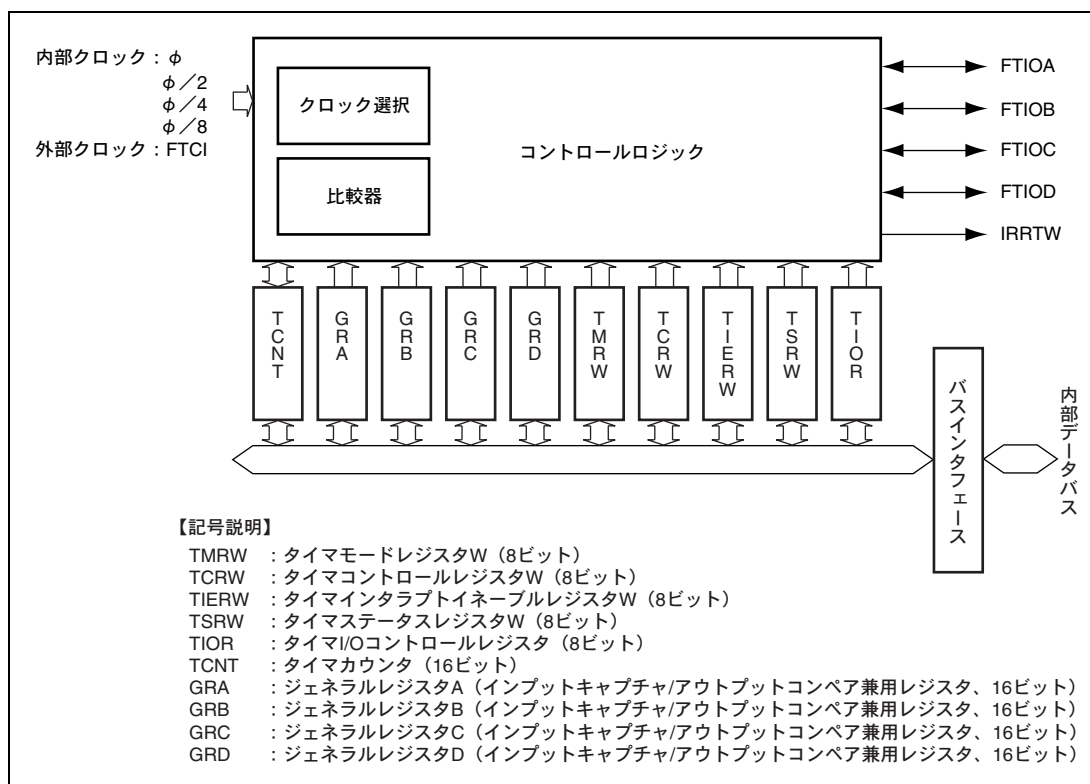 内部クロック：φ
φ／2
φ／4
φ／8
外部クロック：FTCI
クロック選択
比較器
コントロールロジック
FTIOA
FTIOB
FTIOC
FTIOD
IRRTW
TCNT
GRA
GRB
GRC
GRD
TMRW
TCRW
TIERW
TSRW
TIOR
バスインタフェース
内部データバス
【記号説明】
TMRW ：タイマモードレジスタW（8ビット）
TCRW ：タイマコントロールレジスタW（8ビット）
TIERW ：タイマインタラプトイネーブルレジスタW（8ビット）
TSRW ：タイマステータスレジスタW（8ビット）
TIOR ：タイマI/Oコントロールレジスタ（8ビット）
TCNT ：タイマカウンタ（16ビット）
GRA ：ジェネラルレジスタA（インプットキャプチャ/アウトプットコンペア兼用レジスタ、16ビット）
GRB ：ジェネラルレジスタB（インプットキャプチャ/アウトプットコンペア兼用レジスタ、16ビット）
GRC ：ジェネラルレジスタC（インプットキャプチャ/アウトプットコンペア兼用レジスタ、16ビット）
GRD ：ジェネラルレジスタD（インプットキャプチャ/アウトプットコンペア兼用レジスタ、16ビット）